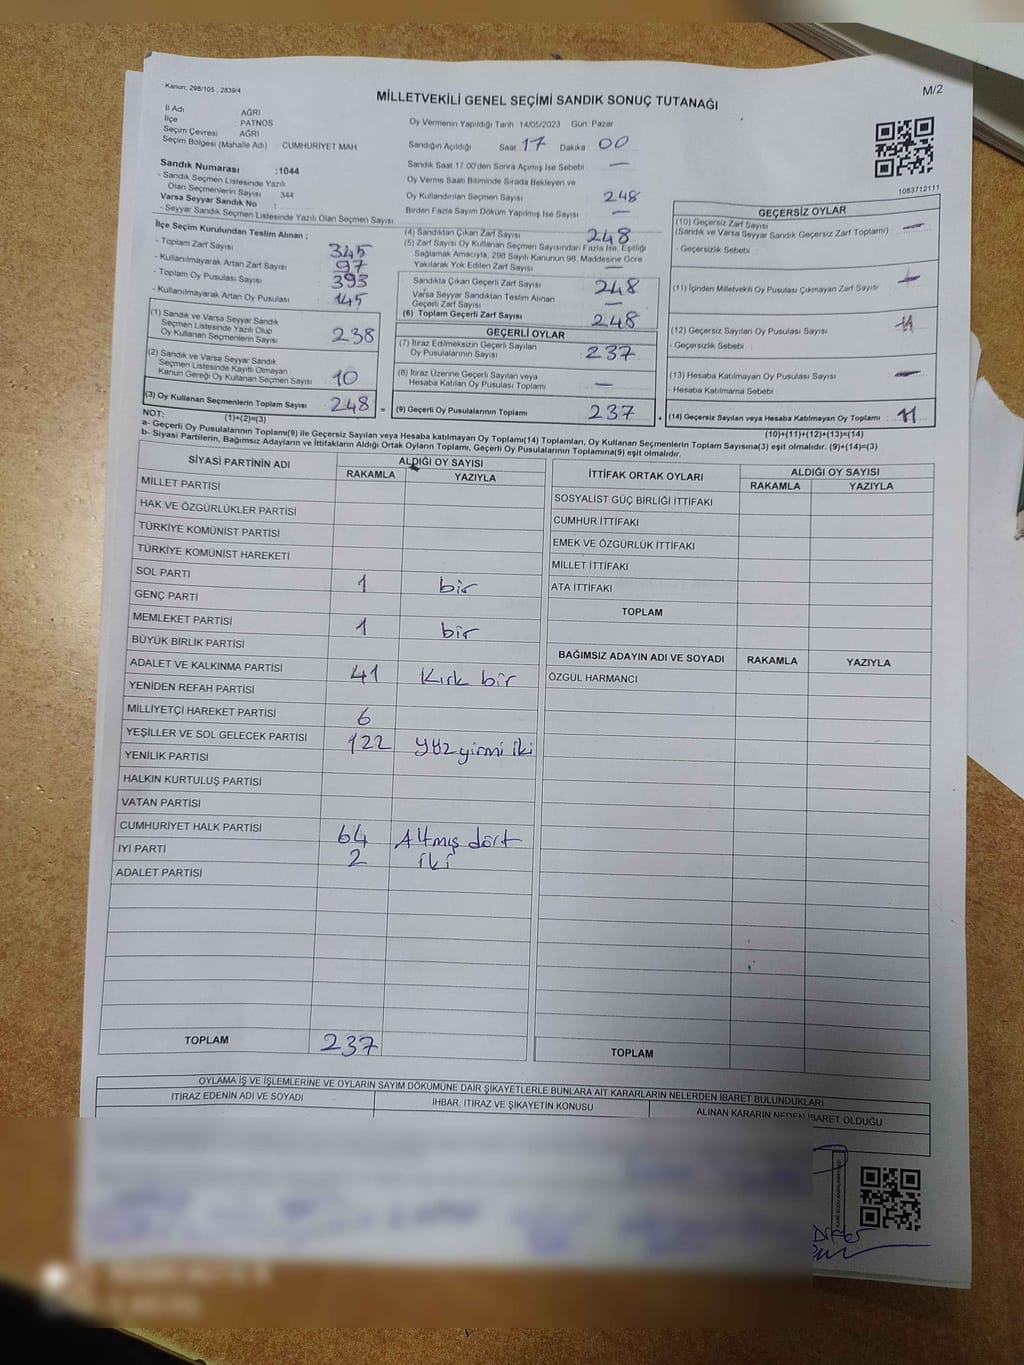 Kanun: 298/105 , 2839/4
MİLLETVEKİLİ GENEL SEÇİMİ SANDIK SONUÇ TUTANAĞI
M/2
İl Adı AĞRI
İlçe PATNOS
Seçim Çevresi AĞRI
Seçim Bölgesi (Mahalle Adı) CUMHURIYET MAH
Sandık Numarası :1044
- Sandık Seçmen Listesinde Yazılı
Olan Seçmenlerin Sayısı : 344
Varsa Seyyar Sandık No :
- Seyyar Sandık Seçmen Listesinde Yazılı Olan Seçmen Sayısı
İlçe Seçim Kurulundan Teslim Alınan ;
- Toplam Zarf Sayısı 345
- Kullanılmayarak Artan Zarf Sayısı 97
- Toplam Oy Pusulası Sayısı 393
- Kullanılmayarak Artan Oy Pusulası 145
(1) Sandık ve Varsa Seyyar Sandık
Seçmen Listesinde Yazılı Olup
Oy Kullanan Seçmenlerin Sayısı 238
(2) Sandık ve Varsa Seyyar Sandık
Seçmen Listesinde Kayıtlı Olmayan
Kanun Gereği Oy Kullanan Seçmen Sayısı 10
(3) Oy Kullanan Seçmenlerin Toplam Sayısı 248 =
(1)+(2)=(3)
Oy Vermenin Yapıldığı Tarih :14/05/2023 Gün: Pazar
Sandığın Açıldığı Saat 17 Dakika 00
Sandık Saat 17:00'den Sonra Açımış İse Sebebi —
Oy Verme Saati Bitiminde Sırada Bekleyen ve
Oy Kullandırılan Seçmen Sayısı 248
Birden Fazla Sayım Döküm Yapılmış İse Sayısı —
(4) Sandıktan Çıkan Zarf Sayısı 248
(5) Zarf Sayısı Oy Kullanan Seçmen Sayısından Fazla İse, Eşitliği
Sağlamak Amacıyla, 298 Sayılı Kanunun 98. Maddesine Göre
Yakılarak Yok Edilen Zarf Sayısı —
Sandıkta Çıkan Geçerli Zarf Sayısı 248
Varsa Seyyar Sandıktan Teslim Alınan
Geçerli Zarf Sayısı —
(6) Toplam Geçerli Zarf Sayısı 248
GEÇERLİ OYLAR
(7) İtiraz Edilmeksizin Geçerli Sayılan
Oy Pusulalarının Sayısı 237
(8) İtiraz Üzerine Geçerli Sayılan veya
Hesaba Katılan Oy Pusulası Toplamı —
(9) Geçerli Oy Pusulalarının Toplamı 237 +
1083712111
GEÇERSİZ OYLAR
(10) Geçersiz Zarf Sayısı
(Sandık ve Varsa Seyyar Sandık Geçersiz Zarf Toplamı) —
- Geçersizlik Sebebi
(11) İçinden Milletvekili Oy Pusulası Çıkmayan Zarf Sayısı
(12) Geçersiz Sayılan Oy Pusulası Sayısı 11
- Geçersizlik Sebebi
(13) Hesaba Katılmayan Oy Pusulası Sayısı —
- Hesaba Katılmama Sebebi
(14) Geçersiz Sayılan veya Hesaba Katılmayan Oy Toplamı 11
(10)+(11)+(12)+(13)=(14)
NOT:
a- Geçerli Oy Pusulalarının Toplamı(9) ile Geçersiz Sayılan veya Hesaba katılmayan Oy Toplamı(14) Toplamları, Oy Kullanan Seçmenlerin Toplam Sayısına(3) eşit olmalıdır. (9)+(14)=(3)
b- Siyasi Partilerin, Bağımsız Adayların ve İttifakların Aldığı Ortak Oyların Toplamı, Geçerli Oy Pusulalarının Toplamına(9) eşit olmalıdır.
SİYASİ PARTİNİN ADI ALDIĞI OY SAYISI
RAKAMLA YAZIYLA
MİLLET PARTİSİ
HAK VE ÖZGÜRLÜKLER PARTİSİ
TÜRKİYE KOMÜNİST PARTİSİ
TÜRKİYE KOMÜNİST HAREKETİ
SOL PARTİ 1 bir
GENÇ PARTİ
MEMLEKET PARTİSİ 1 bir
BÜYÜK BİRLİK PARTİSİ
ADALET VE KALKINMA PARTİSİ 41 Kırk bir
YENİDEN REFAH PARTİSİ
MİLLİYETÇİ HAREKET PARTİSİ 6
YEŞİLLER VE SOL GELECEK PARTİSİ 122 yüz yirmi iki
YENİLİK PARTİSİ
HALKIN KURTULUŞ PARTİSİ
VATAN PARTİSİ
CUMHURİYET HALK PARTİSİ 64 Altmış dört
İYİ PARTİ 2 iki
ADALET PARTİSİ
TOPLAM 237
İTTİFAK ORTAK OYLARI ALDIĞI OY SAYISI
RAKAMLA YAZIYLA
SOSYALİST GÜÇ BİRLİĞİ İTTİFAKI
CUMHUR İTTİFAKI
EMEK VE ÖZGÜRLÜK İTTİFAKI
MİLLET İTTİFAKI
ATA İTTİFAKI
TOPLAM
BAĞIMSIZ ADAYIN ADI VE SOYADI RAKAMLA YAZIYLA
ÖZGÜL HARMANCI
TOPLAM
OYLAMA İŞ VE İŞLEMLERİNE VE OYLARIN SAYIM DÖKÜMÜNE DAİR ŞİKAYETLERLE BUNLARA AİT KARARLARIN NELERDEN İBARET BULUNDUKLARI
İTİRAZ EDENİN ADI VE SOYADI İHBAR, İTİRAZ VE ŞİKAYETİN KONUSU ALINAN KARARIN NEDEN İBARET OLDUĞU